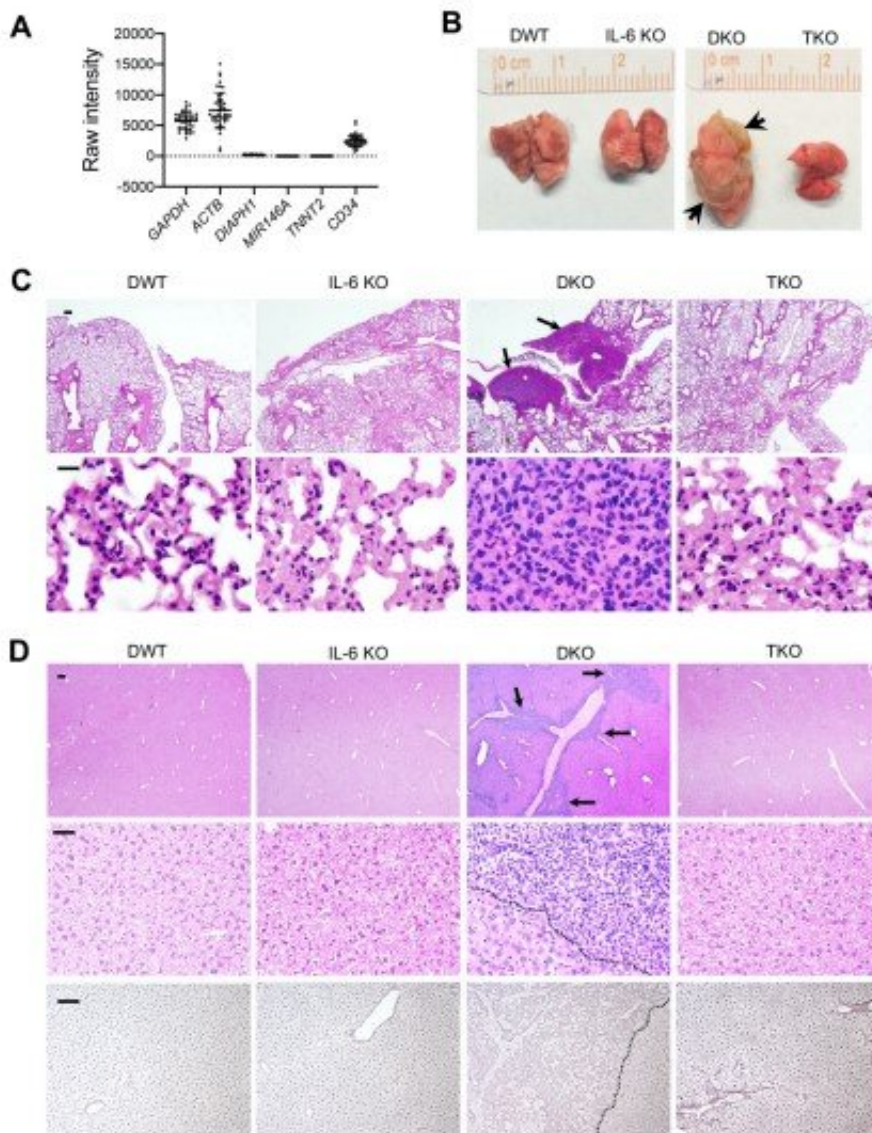 A
Raw intensity
20000
15000
10000
5000
0
-5000
GAPDH
ACTB
DIAPH1
MIR146A
TNNT2
CD34
B
DWT IL-6 KO DKO TKO
0 cm 1 2 0 cm 1 2
C
DWT IL-6 KO DKO TKO
D
DWT IL-6 KO DKO TKO